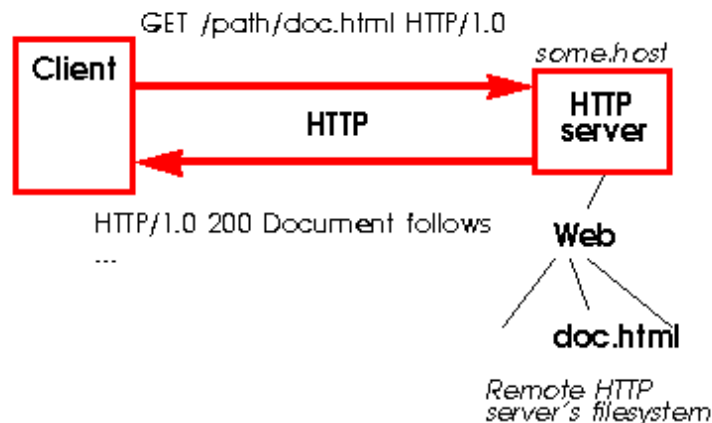 GET /path/doc.html HTTP/1.0
some.host
Client
HTTP
server
HTTP
HTTP/1.0 200 Document follows
...
Web
doc.html
Remote HTTP
server's filesystem